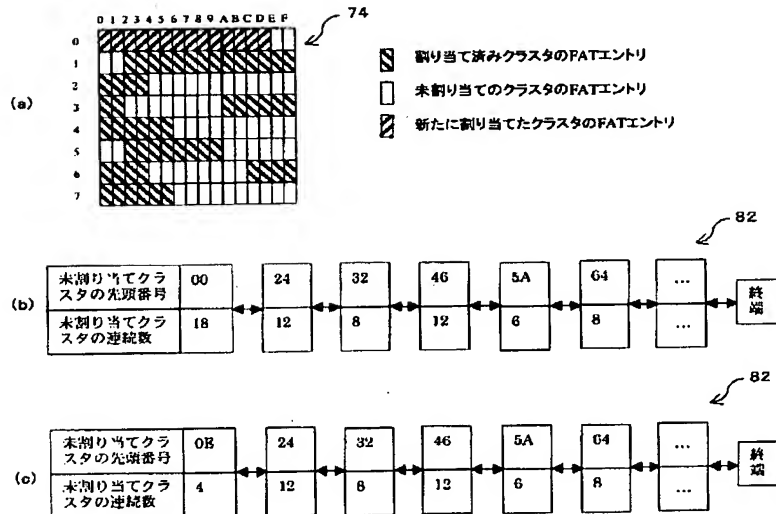 0 1 2 3 4 5 6 7 8 9 A B C D E F
74
0
1
2
3
4
5
6
7
(a)
割り当て済みクラスタのFATエントリ
未割り当てのクラスタのFATエントリ
新たに割り当てたクラスタのFATエントリ
82
(b)
未割り当てクラ
スタの先頭番号
00
24
32
46
5A
64
...
未割り当てクラ
スタの連続数
18
12
8
12
6
8
...
終端
82
(c)
未割り当てクラ
スタの先頭番号
0E
24
32
46
5A
64
...
未割り当てクラ
スタの連続数
4
12
8
12
6
8
...
終端